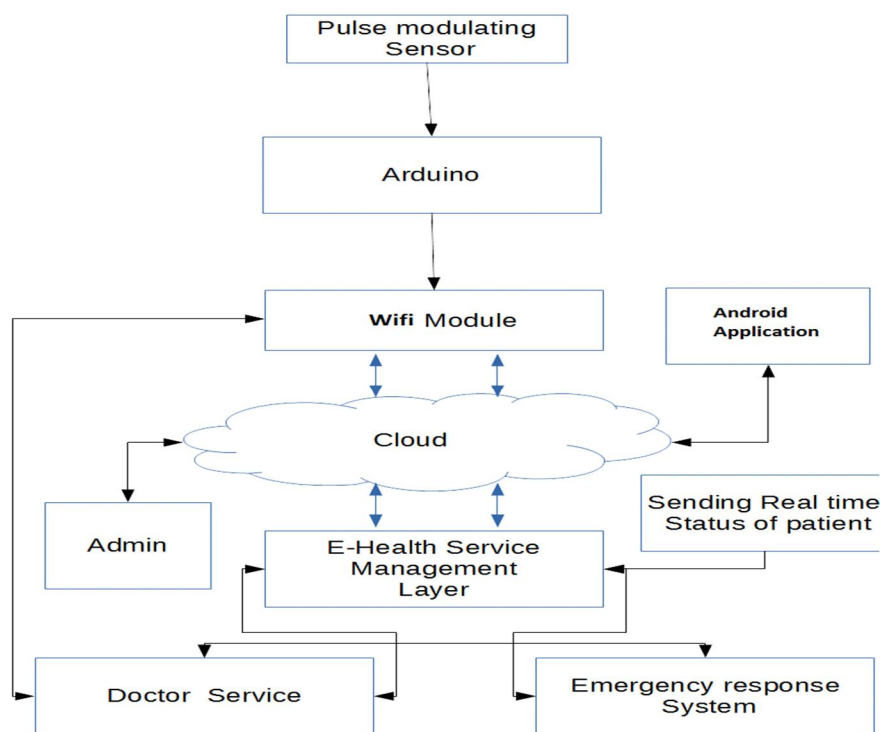 Pulse modulating
Sensor
Arduino
Wifi Module
Android
Application
Cloud
Sending Real time
Status of patient
Admin
E-Health Service
Management
Layer
Doctor Service
Emergency response
System